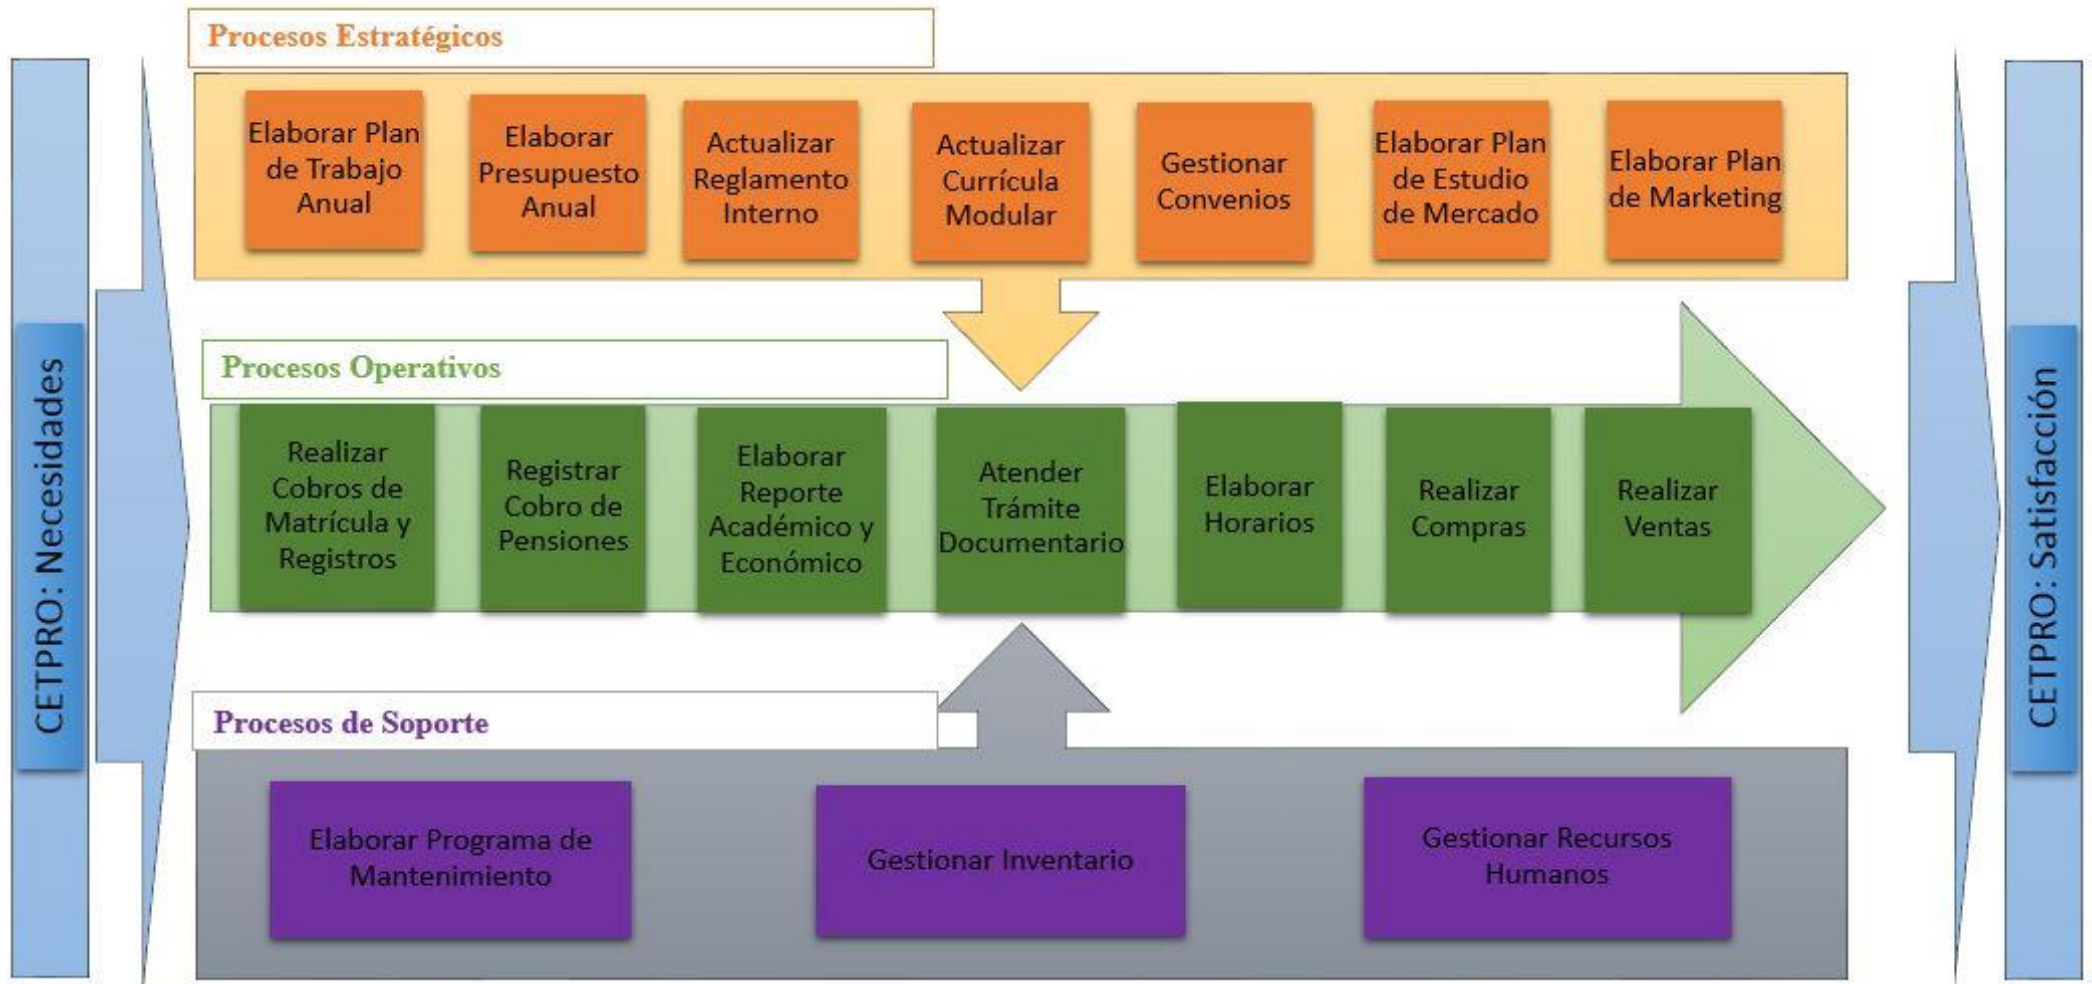 Procesos Estratégicos
Elaborar Plan
de Trabajo
Anual
Elaborar
Presupuesto
Anual
Actualizar
Reglamento
Interno
Actualizar
Currícula
Modular
Gestionar
Convenios
Elaborar Plan
de Estudio
de Mercado
Elaborar Plan
de Marketing
CETPRO: Necesidades
Procesos Operativos
Realizar
Cobros de
Matrícula y
Registros
Registrar
Cobro de
Pensiones
Elaborar
Reporte
Académico y
Económico
Atender
Trámite
Documentario
Elaborar
Horarios
Realizar
Compras
Realizar
Ventas
CETPRO: Satisfacción
Procesos de Soporte
Elaborar Programa de
Mantenimiento
Gestionar Inventario
Gestionar Recursos
Humanos